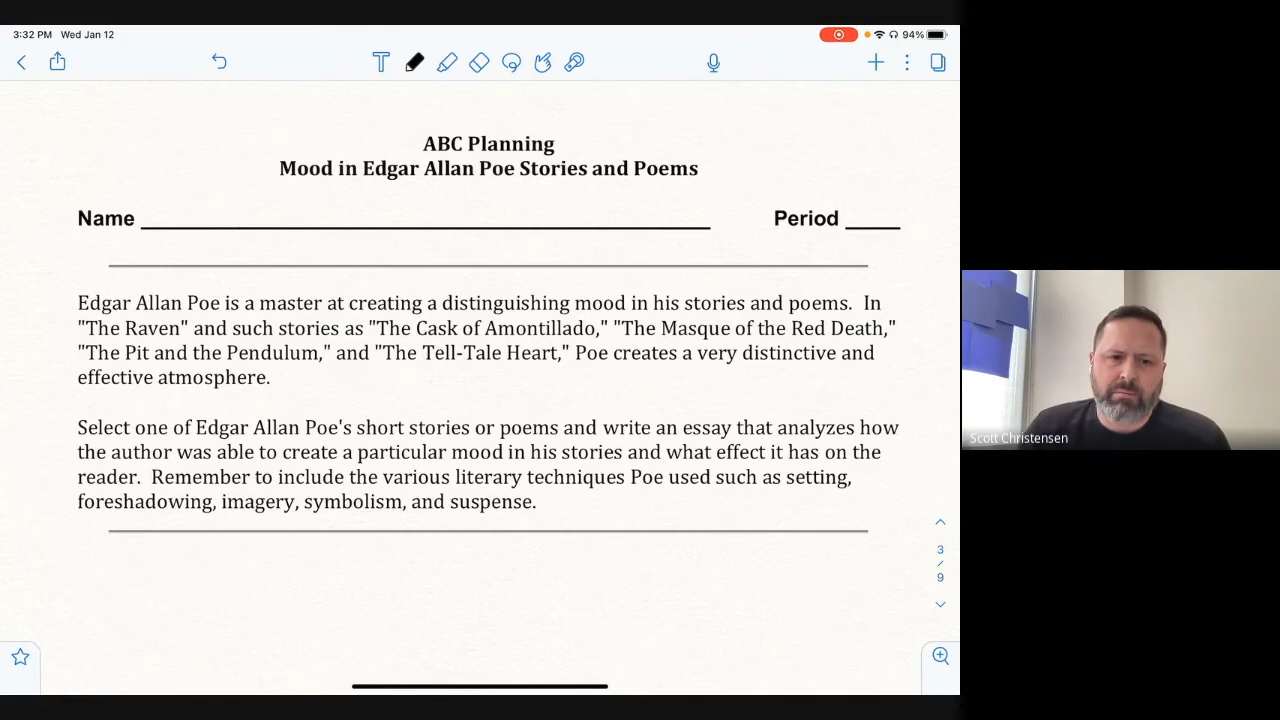 3:32 PM Wed Jan 12
94%
ABC Planning
Mood in Edgar Allan Poe Stories and Poems
Name Period
Edgar Allan Poe is a master at creating a distinguishing mood in his stories and poems. In
"The Raven" and such stories as "The Cask of Amontillado," "The Masque of the Red Death,"
"The Pit and the Pendulum," and "The Tell-Tale Heart," Poe creates a very distinctive and
effective atmosphere.
Select one of Edgar Allan Poe's short stories or poems and write an essay that analyzes how
the author was able to create a particular mood in his stories and what effect it has on the
reader. Remember to include the various literary techniques Poe used such as setting,
foreshadowing, imagery, symbolism, and suspense.
3
/
9
Scott Christensen